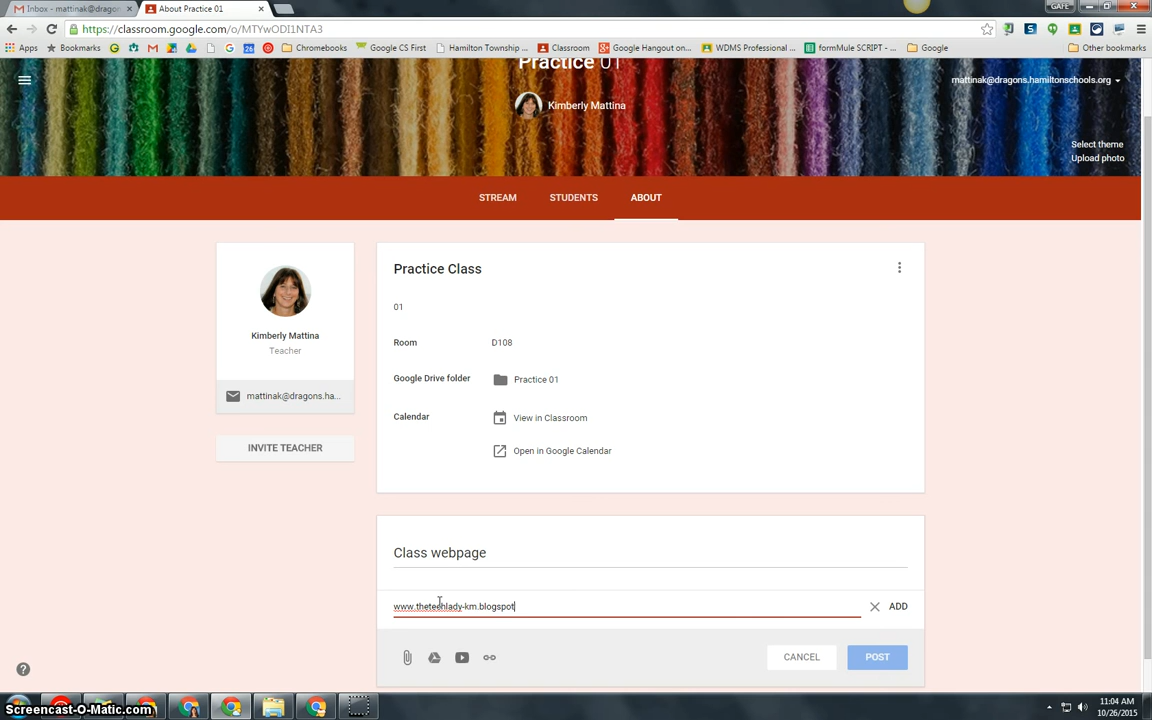 Inbox - mattinak@dragon
About Practice 01
GAFE
https://classroom.google.com/o/MTYwODI1NTA3
Apps
Bookmarks
26
Chromebooks
Google CS First
Hamilton Township ...
Classroom
Google Hangout on...
WDMS Professional ...
formMule SCRIPT - ...
Google
Other bookmarks
Practice 01
mattinak@dragons.hamiltonschools.org
Kimberly Mattina
Select theme
Upload photo
STREAM
STUDENTS
ABOUT
Kimberly Mattina
Teacher
mattinak@dragons.ha...
INVITE TEACHER
Practice Class
01
Room
D108
Google Drive folder
Practice 01
Calendar
View in Classroom
Open in Google Calendar
Class webpage
www.thetechlady-km.blogspot
ADD
CANCEL
POST
Screencast-O-Matic.com
11:04 AM
10/26/2015